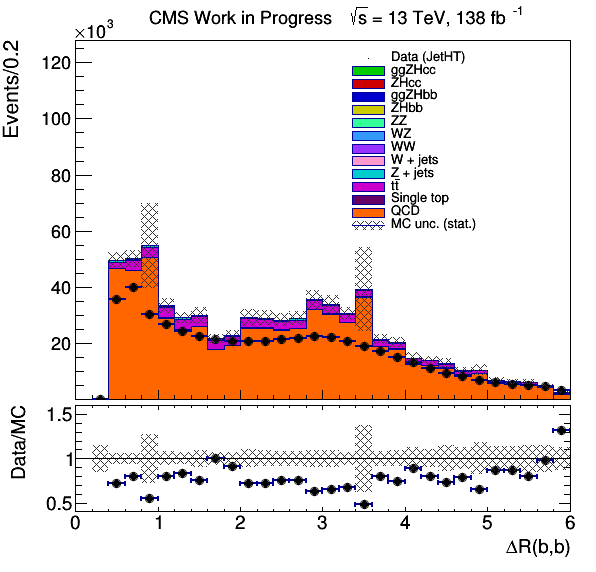 CMS Work in Progress √s = 13 TeV, 138 fb⁻¹
×10³
Events/0.2
120
100
80
60
40
20
Data (JetHT)
ggZHcc
ZHcc
ggZHbb
ZHbb
ZZ
WZ
WW
W + jets
Z + jets
tt̄
Single top
QCD
MC unc. (stat.)
Data/MC
1.5
1
0.5
0 1 2 3 4 5 6
ΔR(b,b)